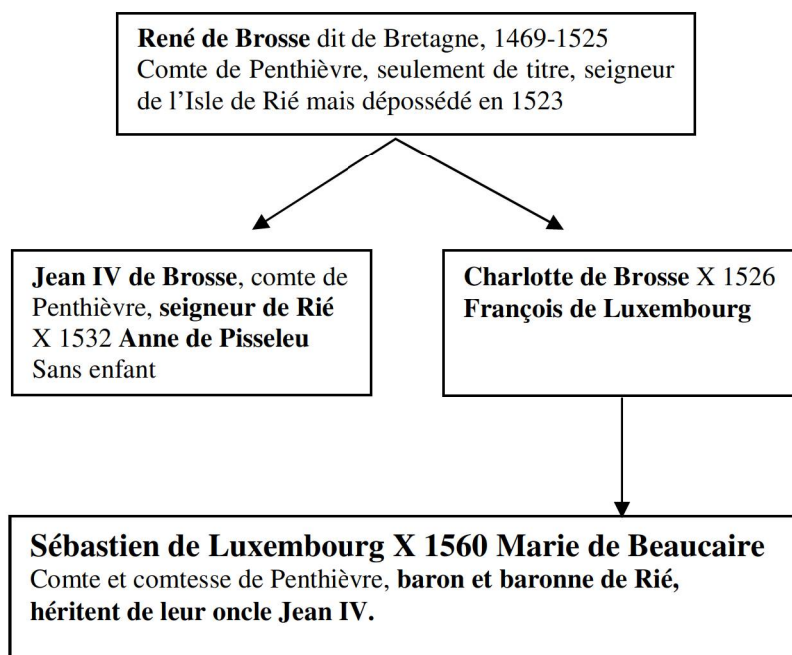 René de Brosse dit de Bretagne, 1469-1525
Comte de Penthièvre, seulement de titre, seigneur
de l'Isle de Rié mais dépossédé en 1523
Jean IV de Brosse, comte de
Penthièvre, seigneur de Rié
X 1532 Anne de Pisseleu
Sans enfant
Charlotte de Brosse X 1526
François de Luxembourg
Sébastien de Luxembourg X 1560 Marie de Beaucaire
Comte et comtesse de Penthièvre, baron et baronne de Rié,
héritent de leur oncle Jean IV.